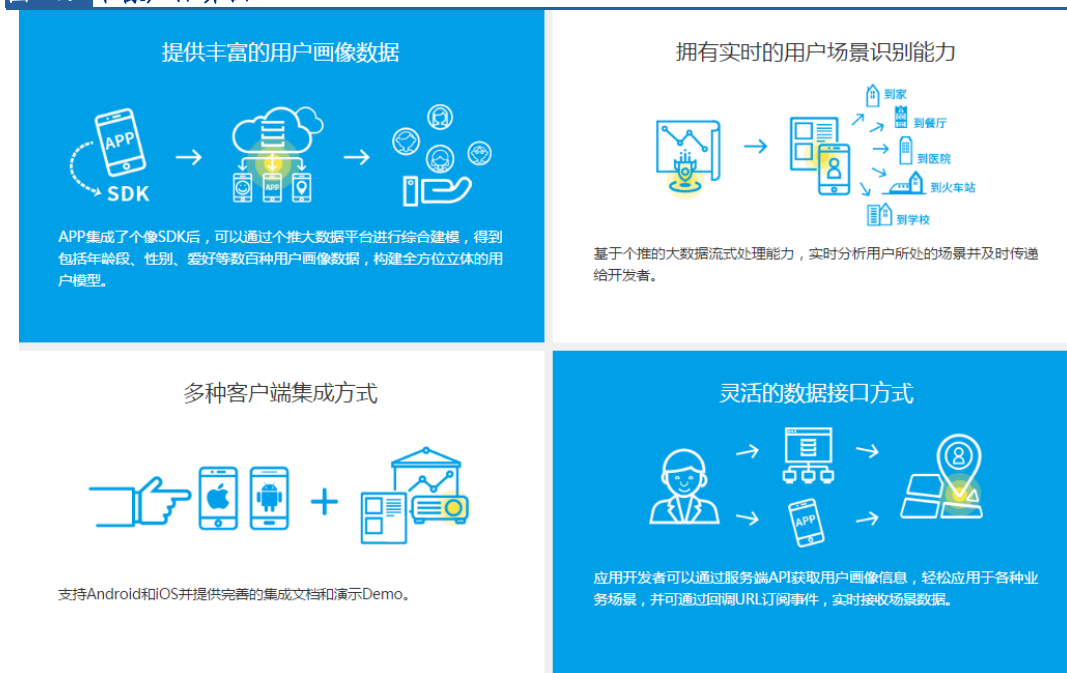 提供丰富的用户画像数据
APP
SDK
APP
APP集成了个像SDK后，可以通过个推大数据平台进行综合建模，得到
包括年龄段、性别、爱好等数百种用户画像数据，构建全方位立体的用
户模型。
拥有实时的用户场景识别能力
到家
到餐厅
到医院
到火车站
到学校
基于个推的大数据流式处理能力，实时分析用户所处的场景并及时传递
给开发者。
多种客户端集成方式
支持Android和iOS并提供完善的集成文档和演示Demo。
灵活的数据接口方式
APP
应用开发者可以通过服务端API获取用户画像信息，轻松应用于各种业
务场景，并可通过回调URL订阅事件，实时接收场景数据。